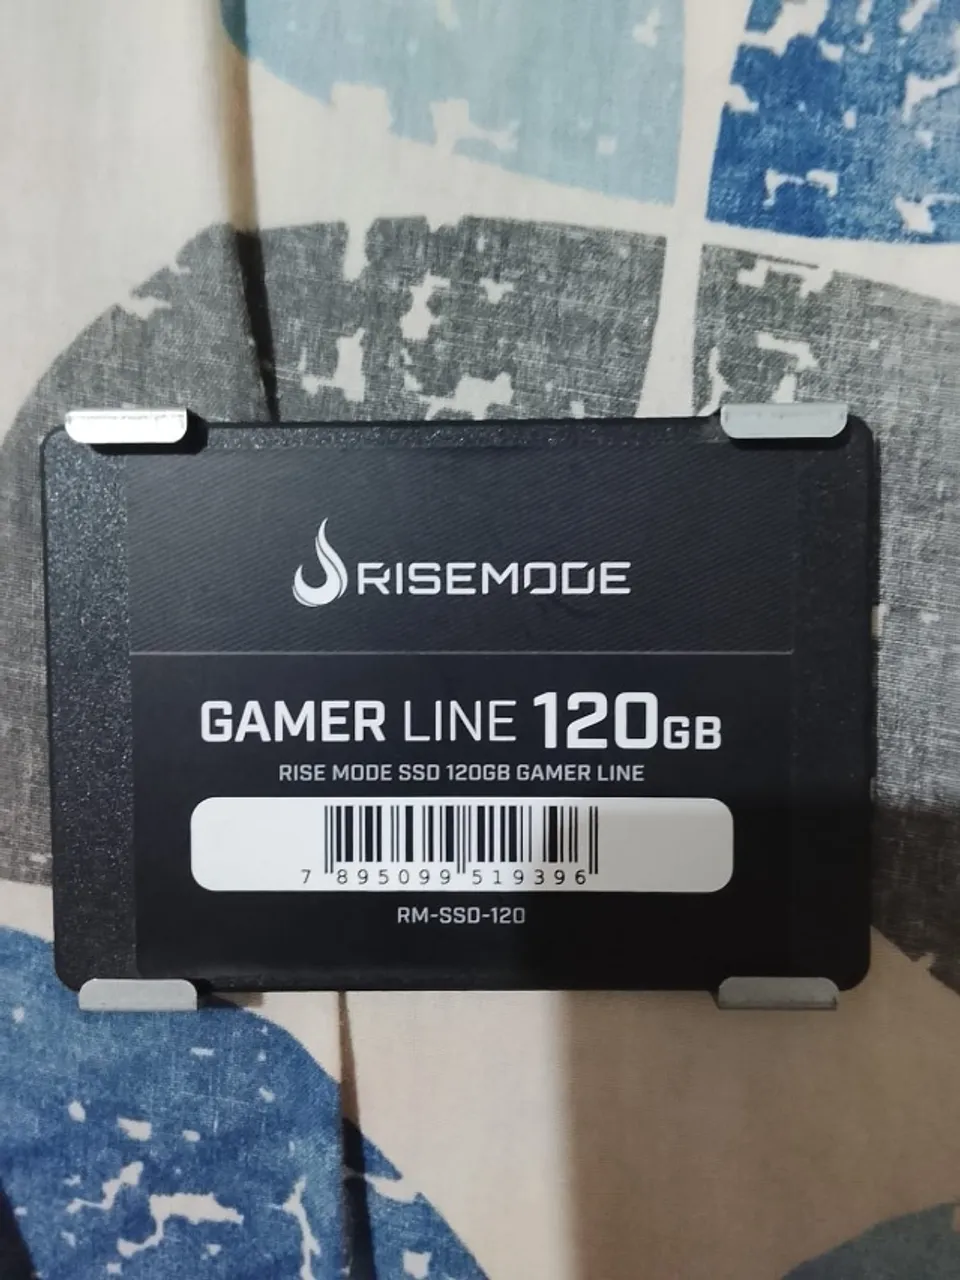 RISEMODE
GAMER LINE 120GB
RISE MODE SSD 120GB GAMER LINE
7 895099 519396
RM-SSD-120